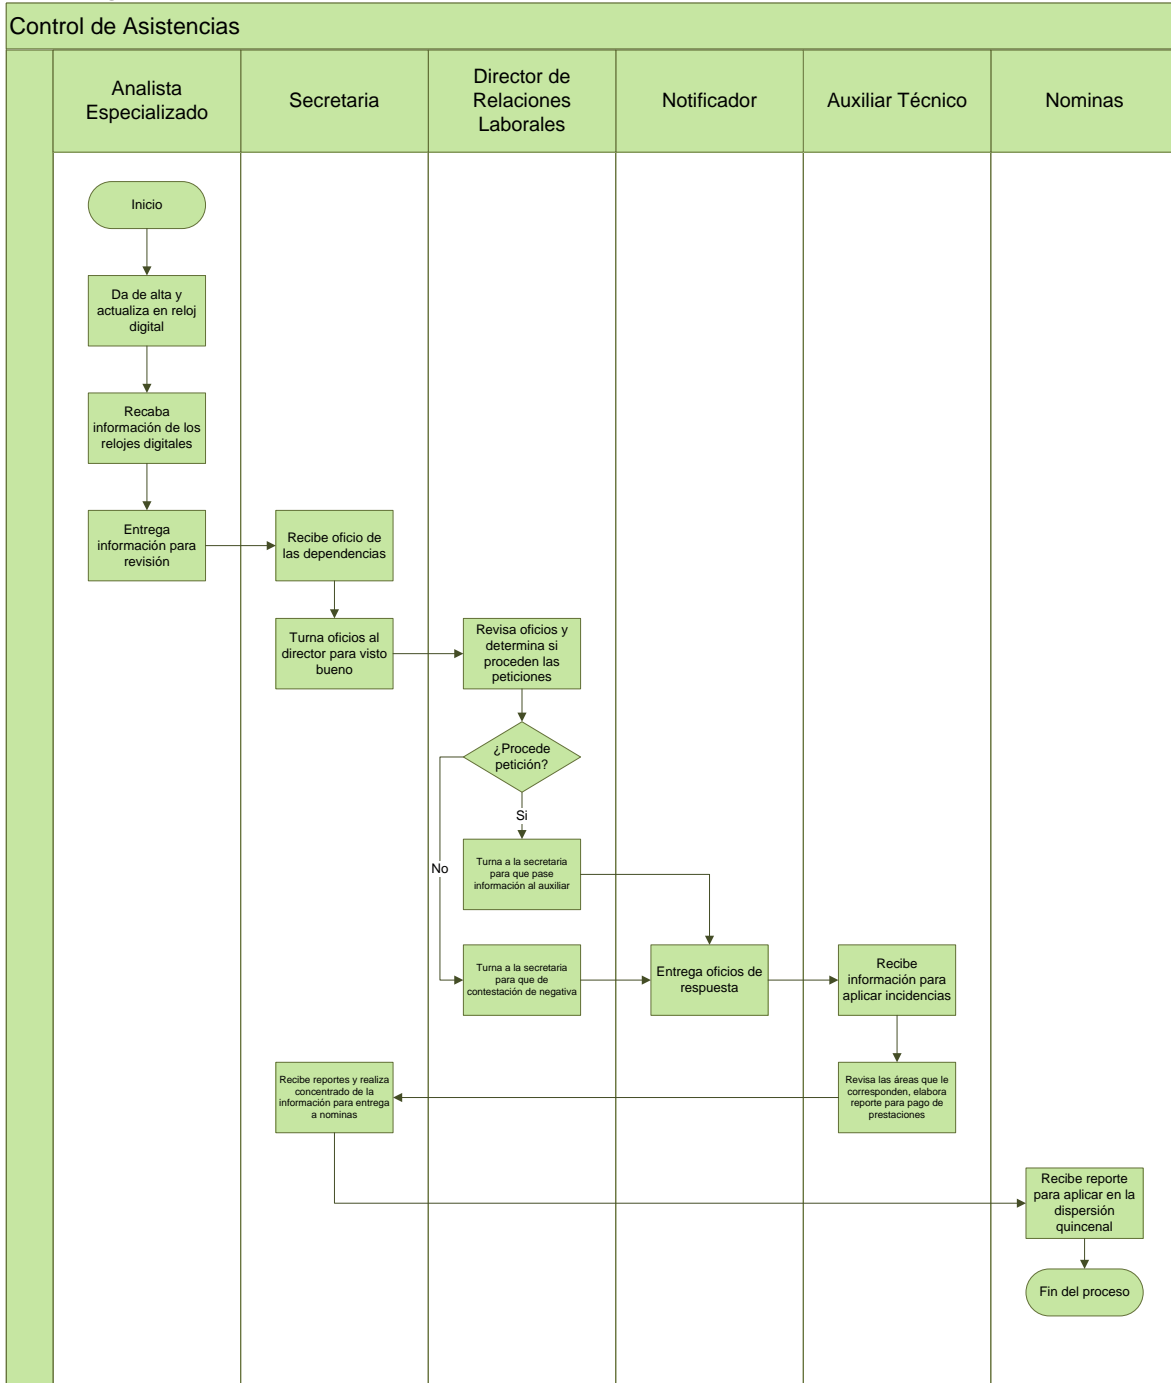 Control de Asistencias
Analista
Especializado
Secretaria
Director de
Relaciones
Laborales
Notificador
Auxiliar Técnico
Nominas
Inicio
Da de alta y
actualiza en reloj
digital
Recaba
información de los
relojes digitales
Entrega
información para
revisión
Recibe oficio de
las dependencias
Turna oficios al
director para visto
bueno
Revisa oficios y
determina si
proceden las
peticiones
¿Procede
petición?
Si
No
Turna a la secretaria
para que pase
información al auxiliar
Turna a la secretaria
para que de
contestación de negativa
Entrega oficios de
respuesta
Recibe
información para
aplicar incidencias
Revisa las áreas que le
corresponden, elabora
reporte para pago de
prestaciones
Recibe reportes y realiza
concentrado de la
información para entrega
a nominas
Recibe reporte
para aplicar en la
dispersión
quincenal
Fin del proceso